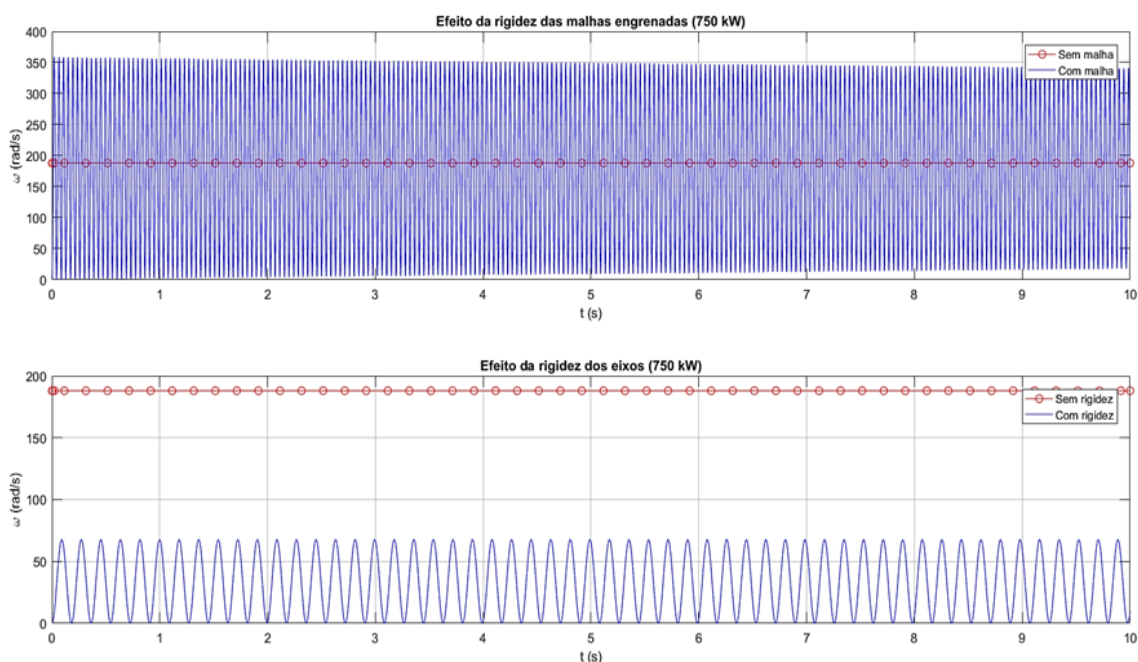 Efeito da rigidez das malhas engrenadas (750 kW)
400
350
300
250
200
150
100
50
0
ω (rad/s)
Sem malha
Com malha
0 1 2 3 4 5 6 7 8 9 10
t (s)
Efeito da rigidez dos eixos (750 kW)
200
150
100
50
0
ω (rad/s)
Sem rigidez
Com rigidez
0 1 2 3 4 5 6 7 8 9 10
t (s)